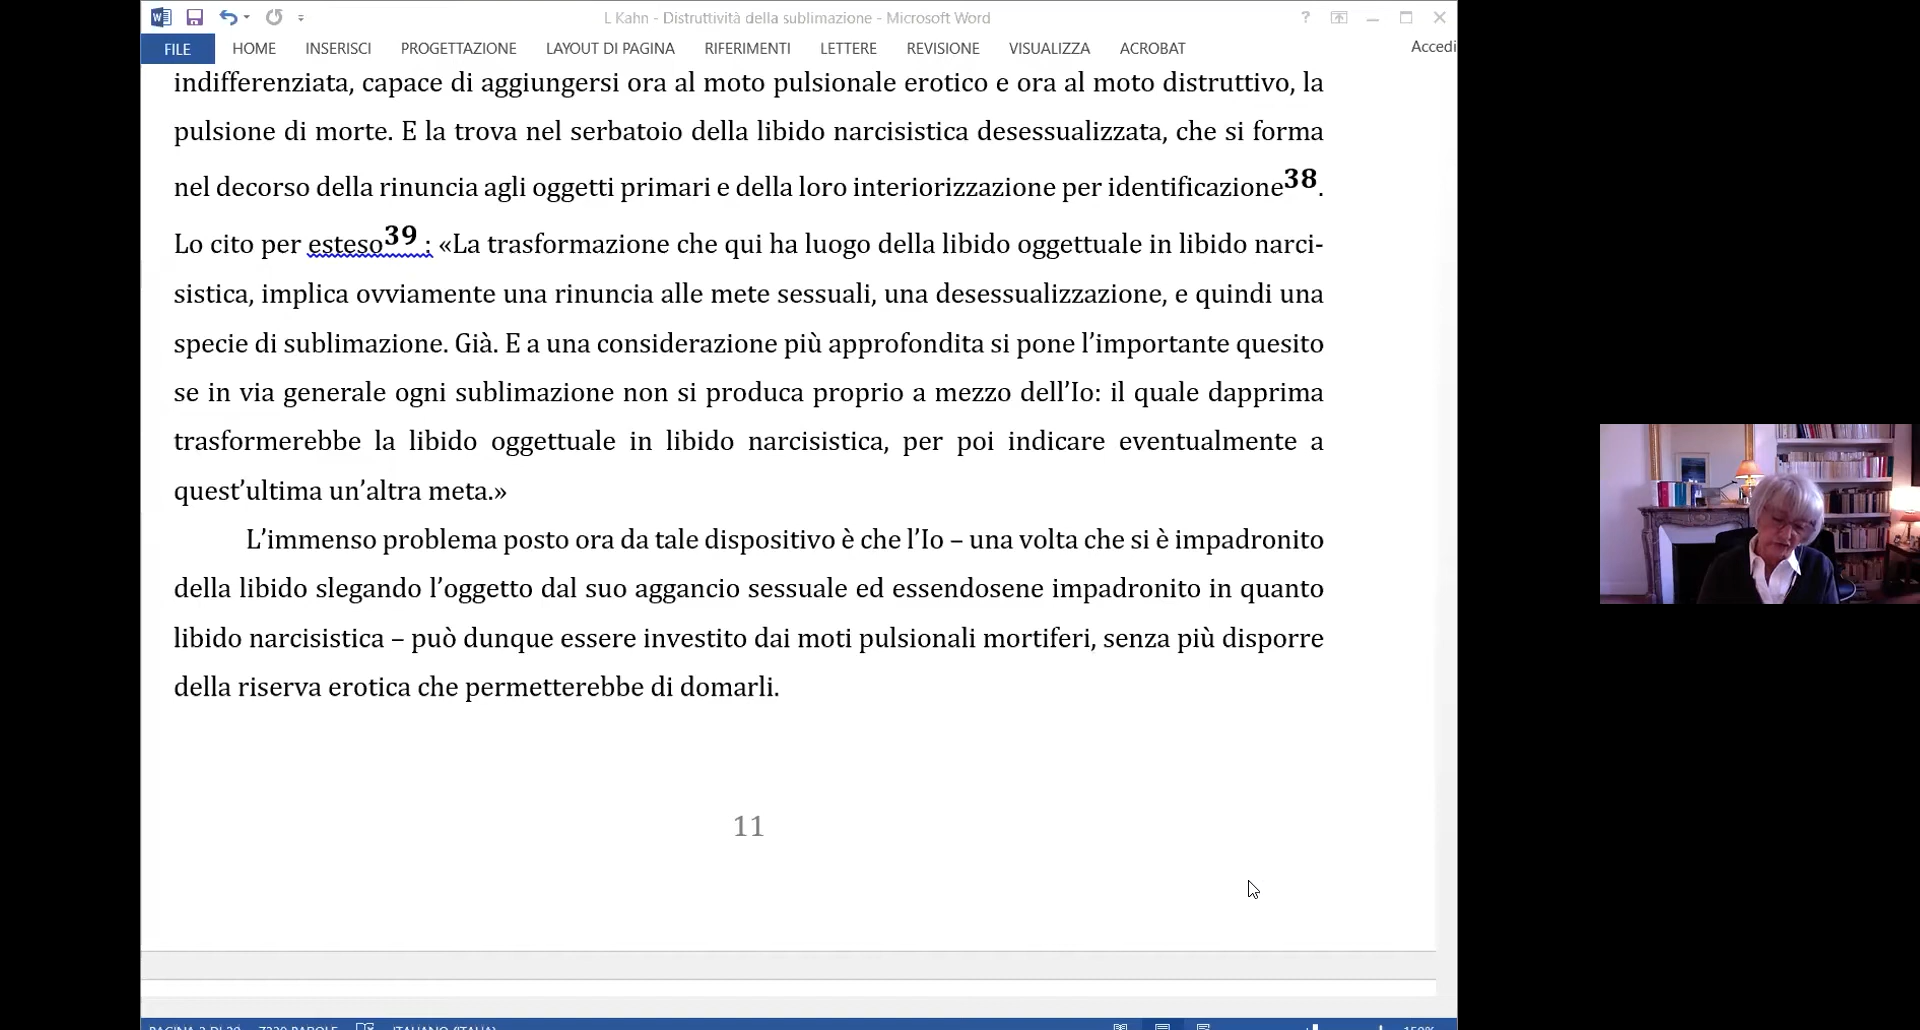 L Kahn - Distruttività della sublimazione - Microsoft Word
?
FILE HOME INSERISCI PROGETTAZIONE LAYOUT DI PAGINA RIFERIMENTI LETTERE REVISIONE VISUALIZZA ACROBAT Accedi
indifferenziata, capace di aggiungersi ora al moto pulsionale erotico e ora al moto distruttivo, la
pulsione di morte. E la trova nel serbatoio della libido narcisistica desessualizzata, che si forma
nel decorso della rinuncia agli oggetti primari e della loro interiorizzazione per identificazione38.
Lo cito per esteso39 : «La trasformazione che qui ha luogo della libido oggettuale in libido narci-
sistica, implica ovviamente una rinuncia alle mete sessuali, una desessualizzazione, e quindi una
specie di sublimazione. Già. E a una considerazione più approfondita si pone l’importante quesito
se in via generale ogni sublimazione non si produca proprio a mezzo dell’Io: il quale dapprima
trasformerebbe la libido oggettuale in libido narcisistica, per poi indicare eventualmente a
quest’ultima un’altra meta.»
L’immenso problema posto ora da tale dispositivo è che l’Io – una volta che si è impadronito
della libido slegando l’oggetto dal suo aggancio sessuale ed essendosene impadronito in quanto
libido narcisistica – può dunque essere investito dai moti pulsionali mortiferi, senza più disporre
della riserva erotica che permetterebbe di domarli.
11